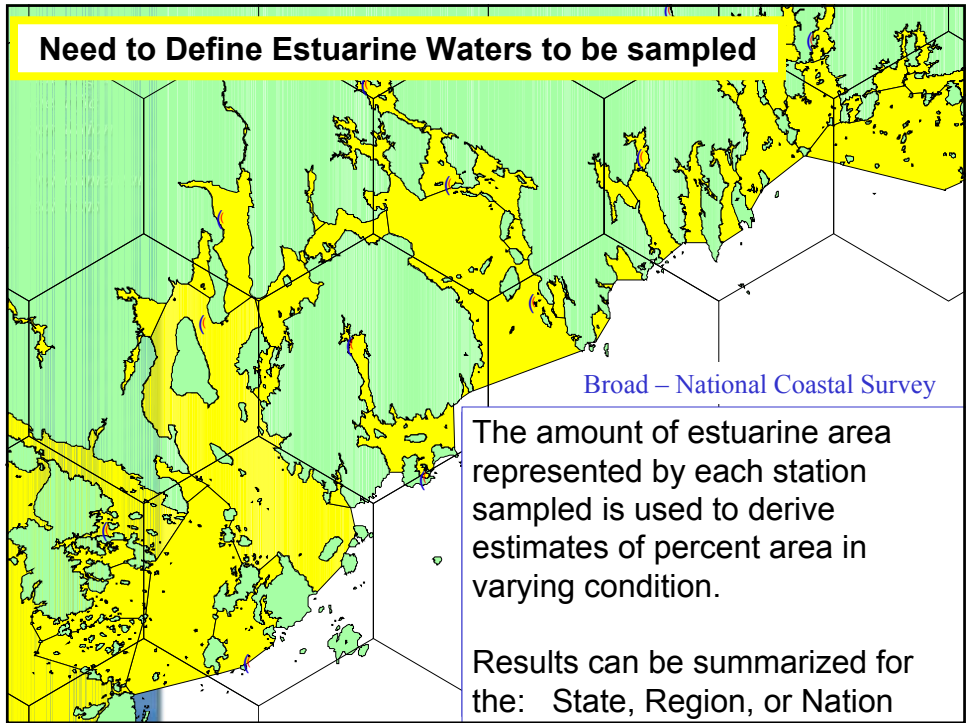 Need to Define Estuarine Waters to be sampled
Broad – National Coastal Survey
The amount of estuarine area
represented by each station
sampled is used to derive
estimates of percent area in
varying condition.
Results can be summarized for
the:   State, Region, or Nation